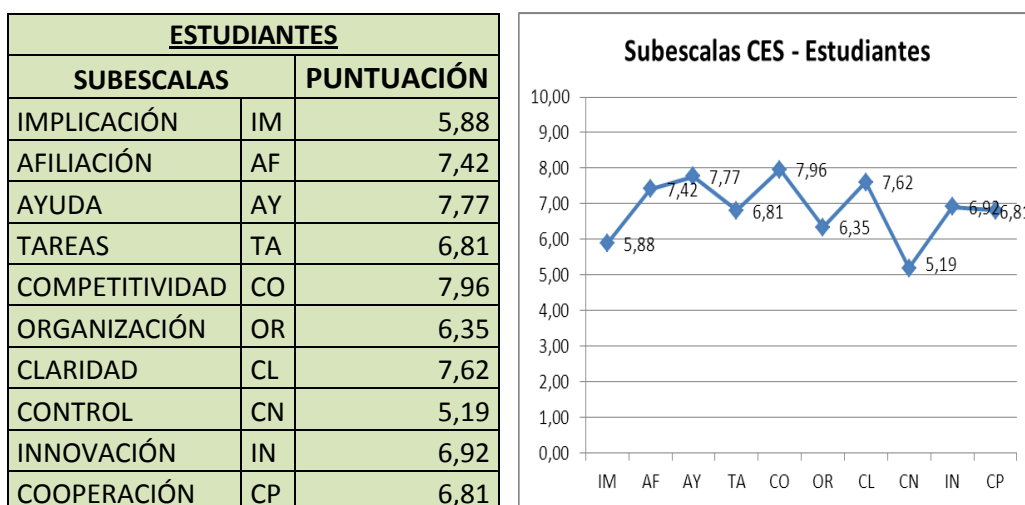 ESTUDIANTES
SUBESCALAS PUNTUACIÓN
IMPLICACIÓN IM 5,88
AFILIACIÓN AF 7,42
AYUDA AY 7,77
TAREAS TA 6,81
COMPETITIVIDAD CO 7,96
ORGANIZACIÓN OR 6,35
CLARIDAD CL 7,62
CONTROL CN 5,19
INNOVACIÓN IN 6,92
COOPERACIÓN CP 6,81
Subescalas CES - Estudiantes
10,00
9,00
8,00
7,00
6,00
5,00
4,00
3,00
2,00
1,00
0,00
5,88
7,42
7,77
6,81
7,96
6,35
7,62
5,19
6,92
6,81
IM AF AY TA CO OR CL CN IN CP